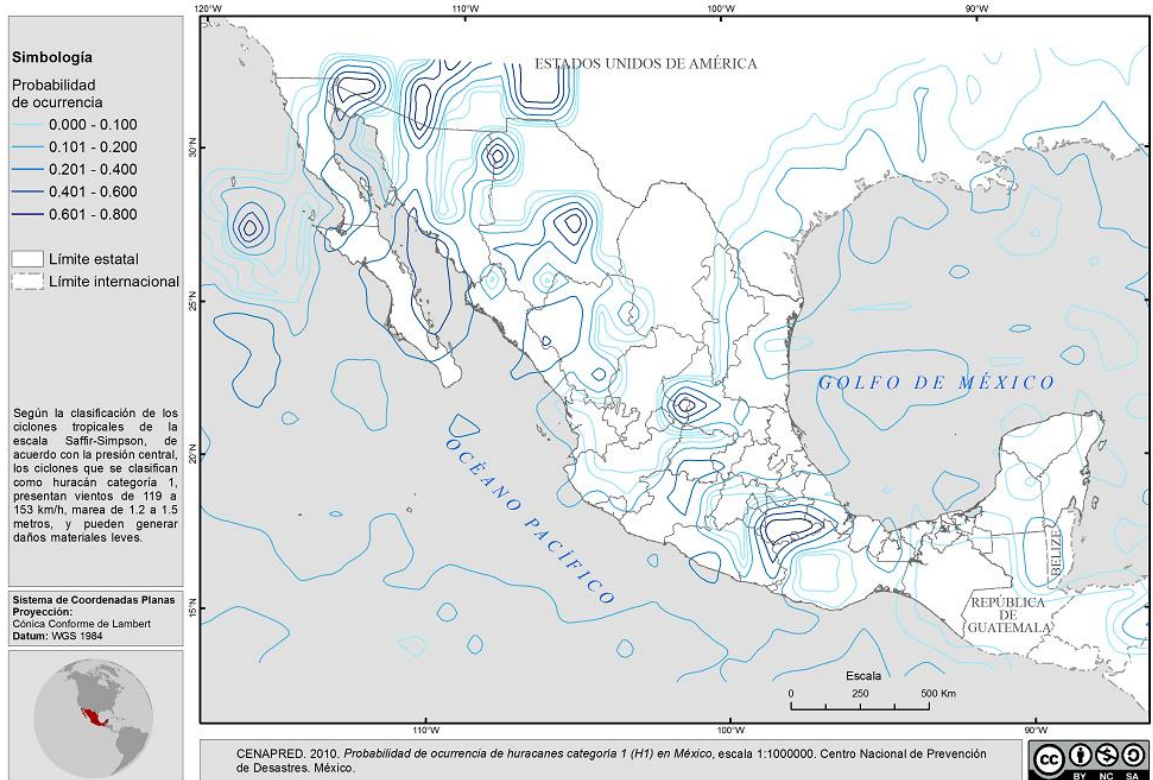 120°W
110°W
100°W
90°W
Simbología
Probabilidad
de ocurrencia
0.000 - 0.100
0.101 - 0.200
0.201 - 0.400
0.401 - 0.600
0.601 - 0.800
Límite estatal
Límite internacional
Según la clasificación de los
ciclones tropicales de la
escala Saffir-Simpson, de
acuerdo con la presión central,
los ciclones que se clasifican
como huracán categoría 1,
presentan vientos de 119 a
153 km/h, marea de 1.2 a 1.5
metros, y pueden generar
daños materiales leves.
Sistema de Coordenadas Planas
Proyección:
Cónica Conforme de Lambert
Datum: WGS 1984
30°N
25°N
20°N
15°N
ESTADOS UNIDOS DE AMÉRICA
GOLFO DE MÉXICO
OCÉANO PACÍFICO
BELIZE
REPÚBLICA
DE
GUATEMALA
Escala
0 250 500 Km
110°W
100°W
90°W
CENAPRED. 2010. Probabilidad de ocurrencia de huracanes categoría 1 (H1) en México, escala 1:1000000. Centro Nacional de Prevención
de Desastres. México.
cc
BY NC SA